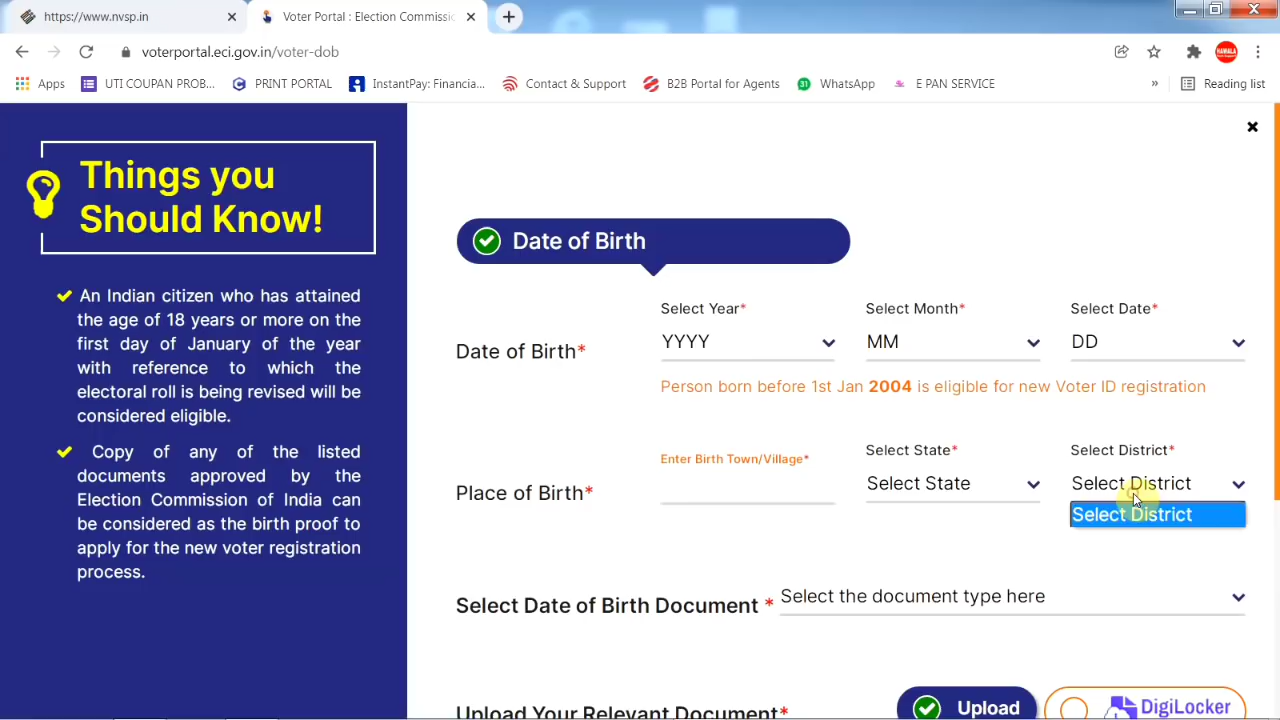 https://www.nvsp.in
Voter Portal : Election Commissic
voterportal.eci.gov.in/voter-dob
Apps
UTI COUPAN PROB...
PRINT PORTAL
InstantPay: Financia...
Contact & Support
B2B Portal for Agents
31
WhatsApp
E PAN SERVICE
»
Reading list
Things you
Should Know!
An Indian citizen who has attained
the age of 18 years or more on the
first day of January of the year
with reference to which the
electoral roll is being revised will be
considered eligible.
Copy of any of the listed
documents approved by the
Election Commission of India can
be considered as the birth proof to
apply for the new voter registration
process.
Date of Birth
Select Year*
Select Month*
Select Date*
Date of Birth*
YYYY
MM
DD
Person born before 1st Jan 2004 is eligible for new Voter ID registration
Enter Birth Town/Village*
Select State*
Select District*
Place of Birth*
Select State
Select District
Select District
Select Date of Birth Document *
Select the document type here
Upload Your Relevant Document*
Upload
DigiLocker